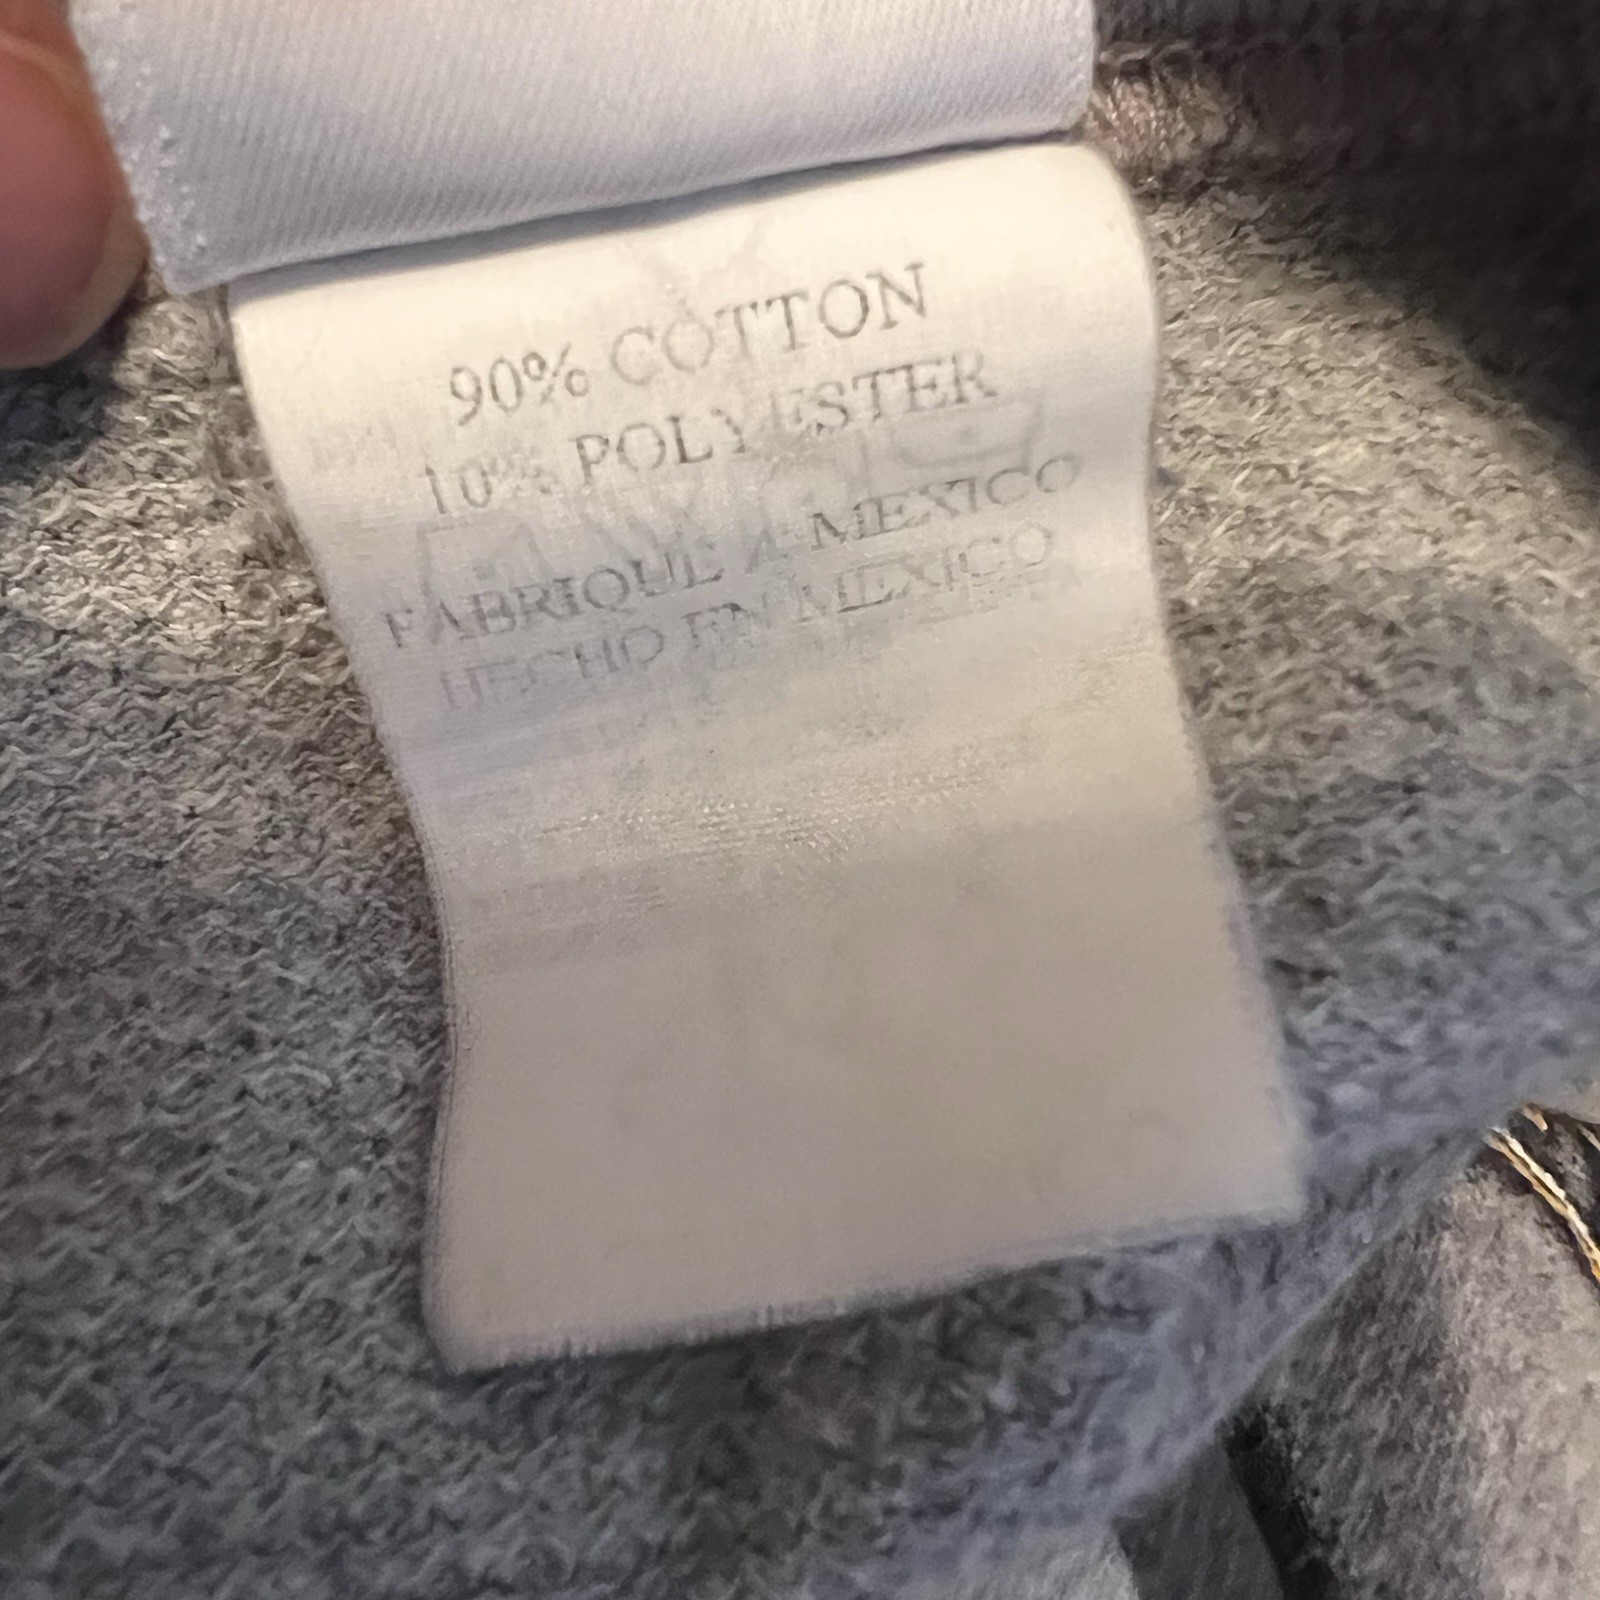 90% COTTON
10% POLYESTER
FABRIQUE A MEXICO
HECHO EN MEXICO